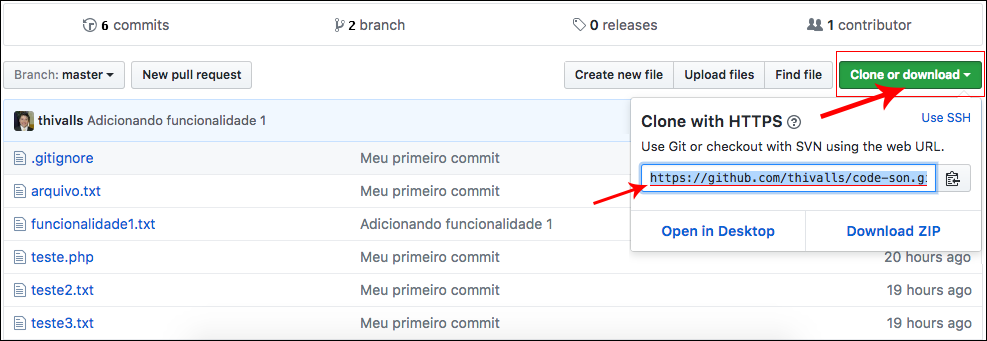 6 commits 2 branch 0 releases 1 contributor
Branch: master New pull request Create new file Upload files Find file Clone or download
thivalls Adicionando funcionalidade 1
Clone with HTTPS ? Use SSH
Use Git or checkout with SVN using the web URL.
.gitignore Meu primeiro commit
https://github.com/thivalls/code-son.gi
arquivo.txt Meu primeiro commit
funcionalidade1.txt Adicionando funcionalidade 1
Open in Desktop Download ZIP
teste.php Meu primeiro commit 20 hours ago
teste2.txt Meu primeiro commit 19 hours ago
teste3.txt Meu primeiro commit 19 hours ago